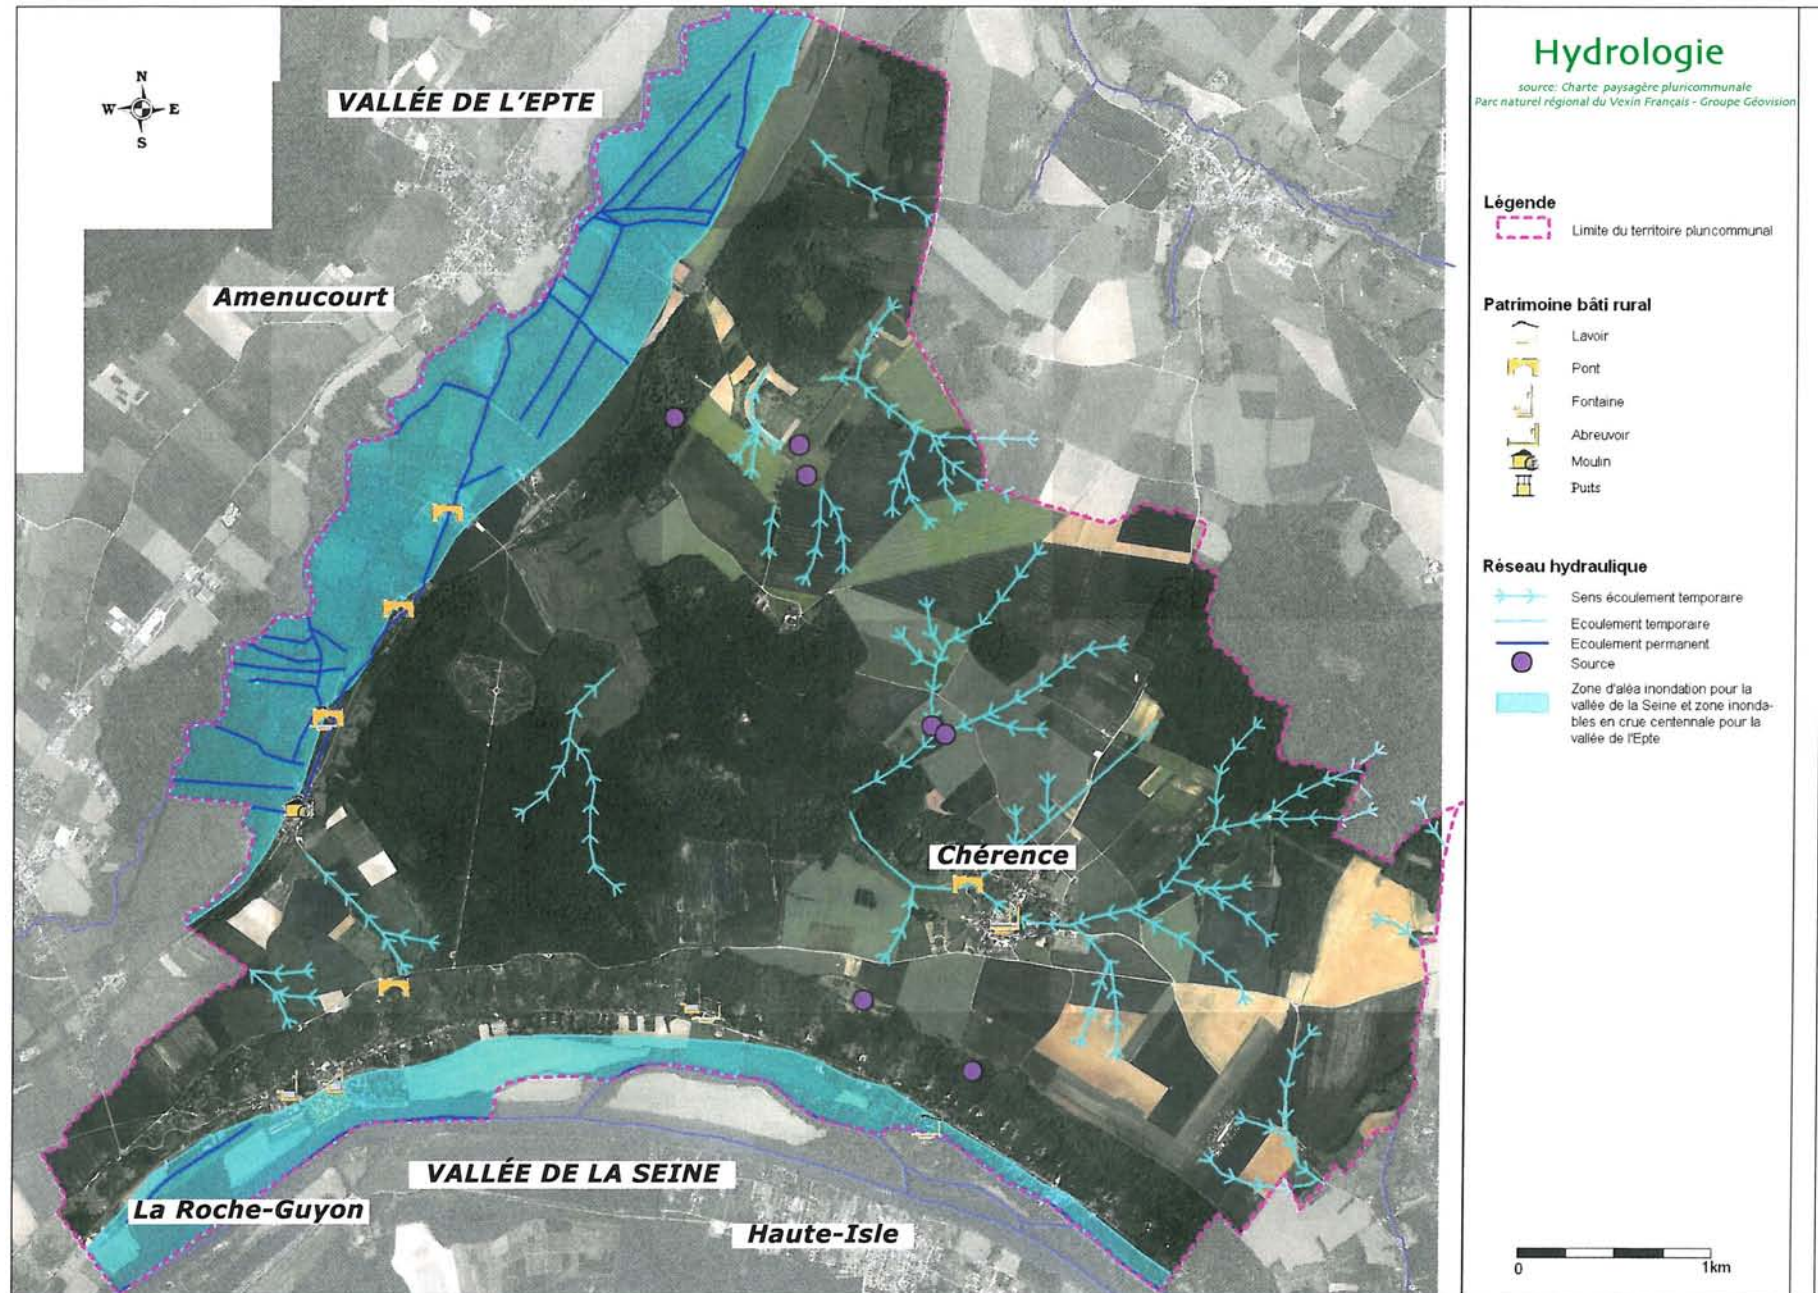 N
W E
S
VALLÉE DE L'EPTE
Amenucourt
Chérence
VALLÉE DE LA SEINE
La Roche-Guyon
Haute-Isle
Hydrologie
source: Charte paysagère pluricommunale
Parc naturel régional du Vexin Français - Groupe Géovision
Légende
Limite du territoire pluricommunal
Patrimoine bâti rural
Lavoir
Pont
Fontaine
Abreuvoir
Moulin
Puits
Réseau hydraulique
Sens écoulement temporaire
Ecoulement temporaire
Ecoulement permanent
Source
Zone d'aléa inondation pour la
vallée de la Seine et zone inonda-
bles en crue centennale pour la
vallée de l'Epte
0 1km